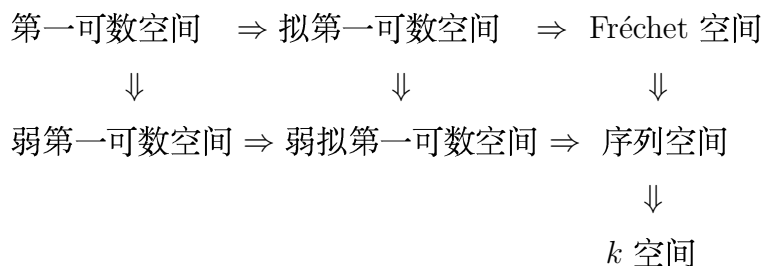 第一可数空间 ⇒ 拟第一可数空间 ⇒ Fréchet 空间
⇓ ⇓ ⇓
弱第一可数空间 ⇒ 弱拟第一可数空间 ⇒ 序列空间
⇓
k 空间